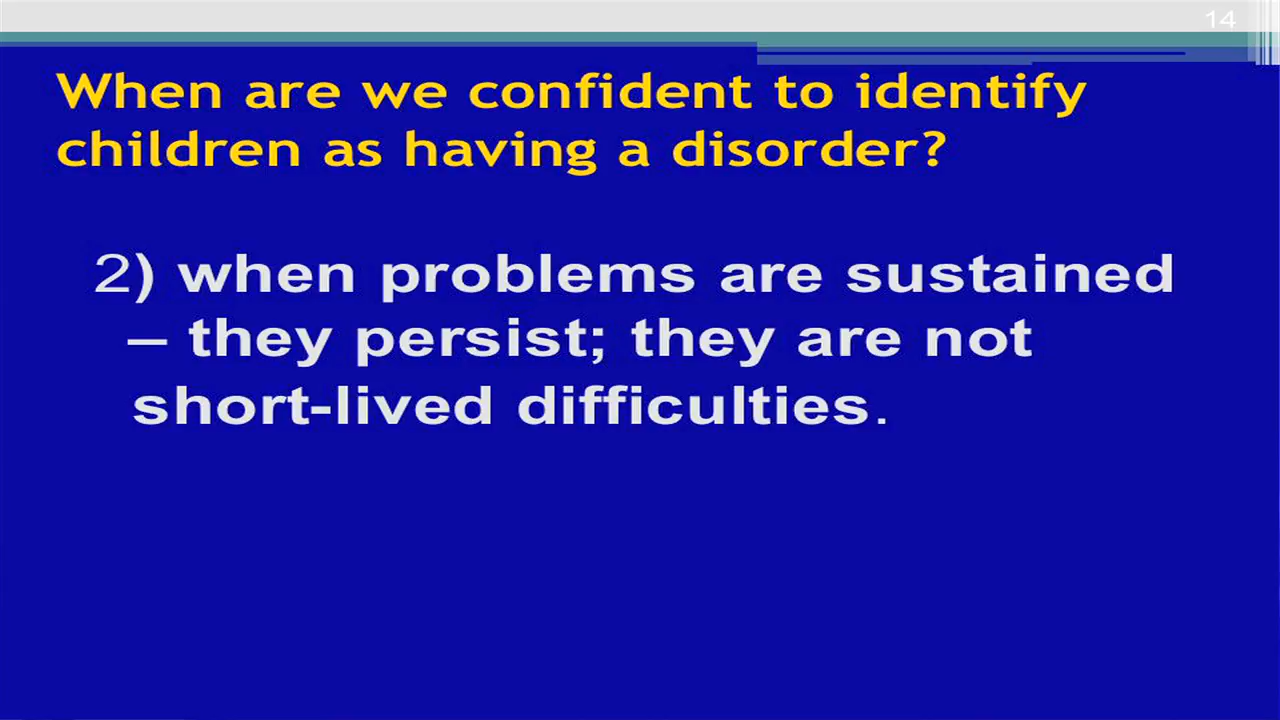 14
When are we confident to identify
children as having a disorder?
2) when problems are sustained
– they persist; they are not
short-lived difficulties.